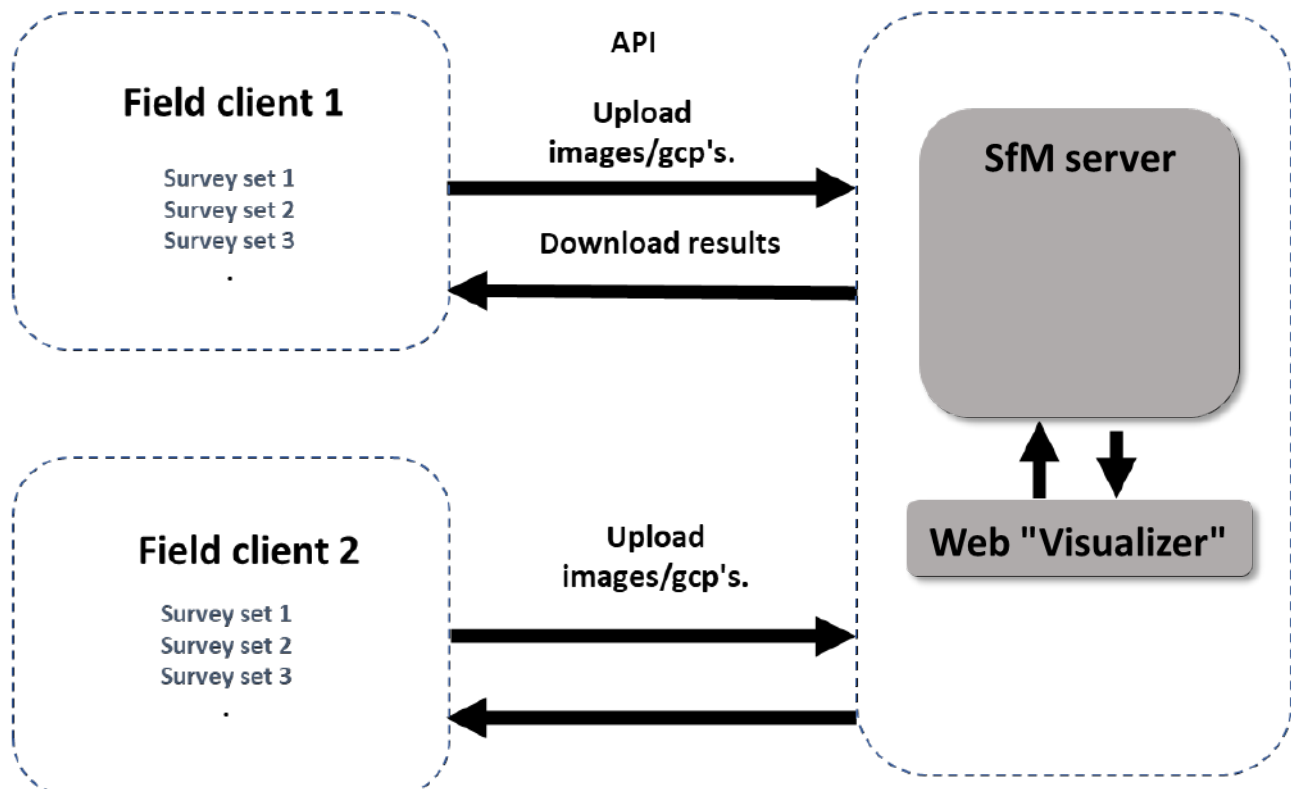 API
Field client 1
Upload
images/gcp's.
Survey set 1
Survey set 2
Survey set 3
.
Download results
SfM server
Field client 2
Upload
images/gcp's.
Survey set 1
Survey set 2
Survey set 3
.
Web "Visualizer"